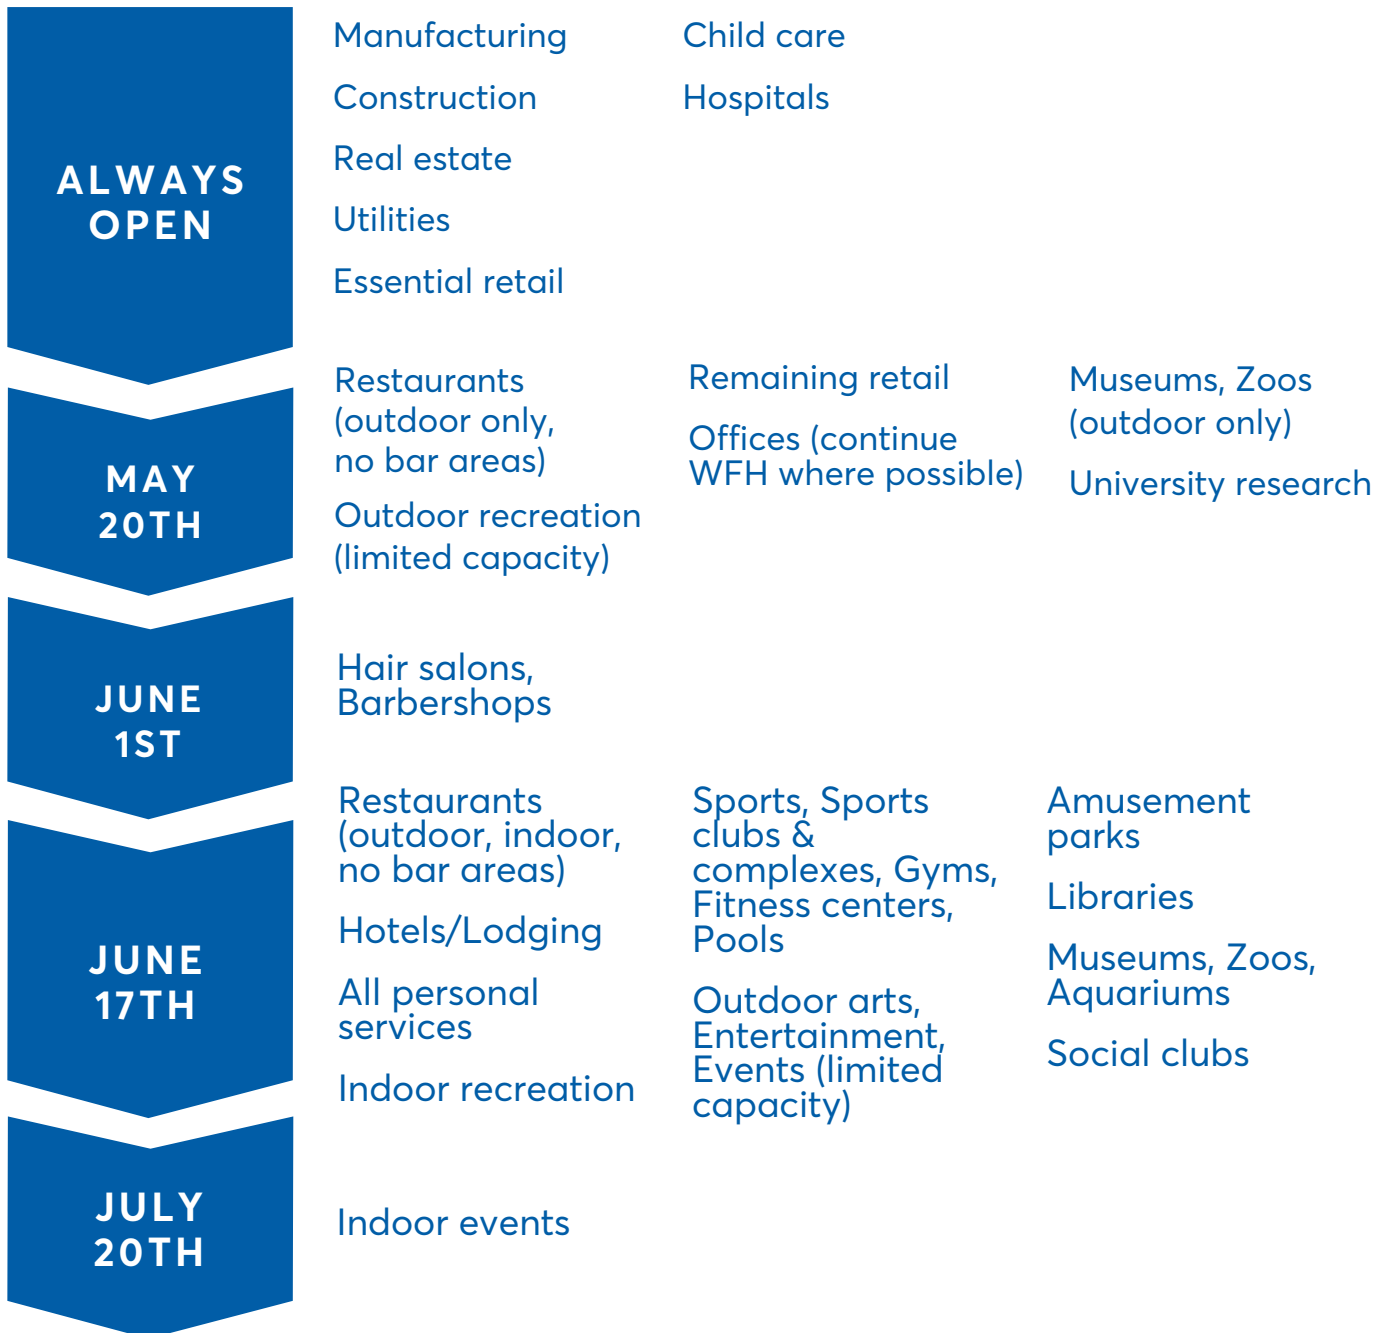 ALWAYS
OPEN
Manufacturing
Construction
Real estate
Utilities
Essential retail
Child care
Hospitals
MAY
20TH
Restaurants
(outdoor only,
no bar areas)
Outdoor recreation
(limited capacity)
Remaining retail
Offices (continue
WFH where possible)
Museums, Zoos
(outdoor only)
University research
JUNE
1ST
Hair salons,
Barbershops
JUNE
17TH
Restaurants
(outdoor, indoor,
no bar areas)
Hotels/Lodging
All personal
services
Indoor recreation
Sports, Sports
clubs &
complexes, Gyms,
Fitness centers,
Pools
Outdoor arts,
Entertainment,
Events (limited
capacity)
Amusement
parks
Libraries
Museums, Zoos,
Aquariums
Social clubs
JULY
20TH
Indoor events